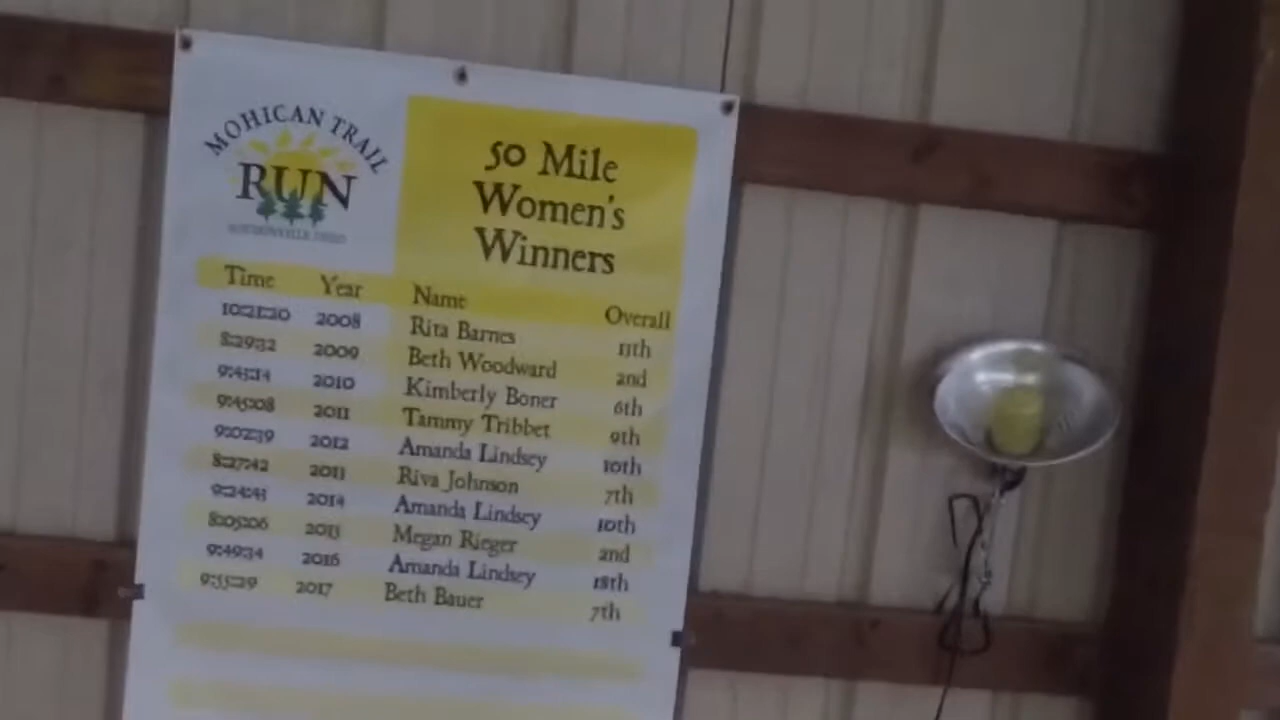 MOHICAN TRAIL
RUN
50 Mile
Women's
Winners
Time Year Name Overall
10:21:20 2008 Rita Barnes 11th
8:29:32 2009 Beth Woodward 2nd
9:45:14 2010 Kimberly Boner 6th
9:45:08 2011 Tammy Tribbet 9th
9:02:39 2012 Amanda Lindsey 10th
8:27:42 2013 Riva Johnson 7th
9:24:41 2014 Amanda Lindsey 10th
8:05:06 2015 Megan Rieger 2nd
9:49:34 2016 Amanda Lindsey 18th
9:55:29 2017 Beth Bauer 7th